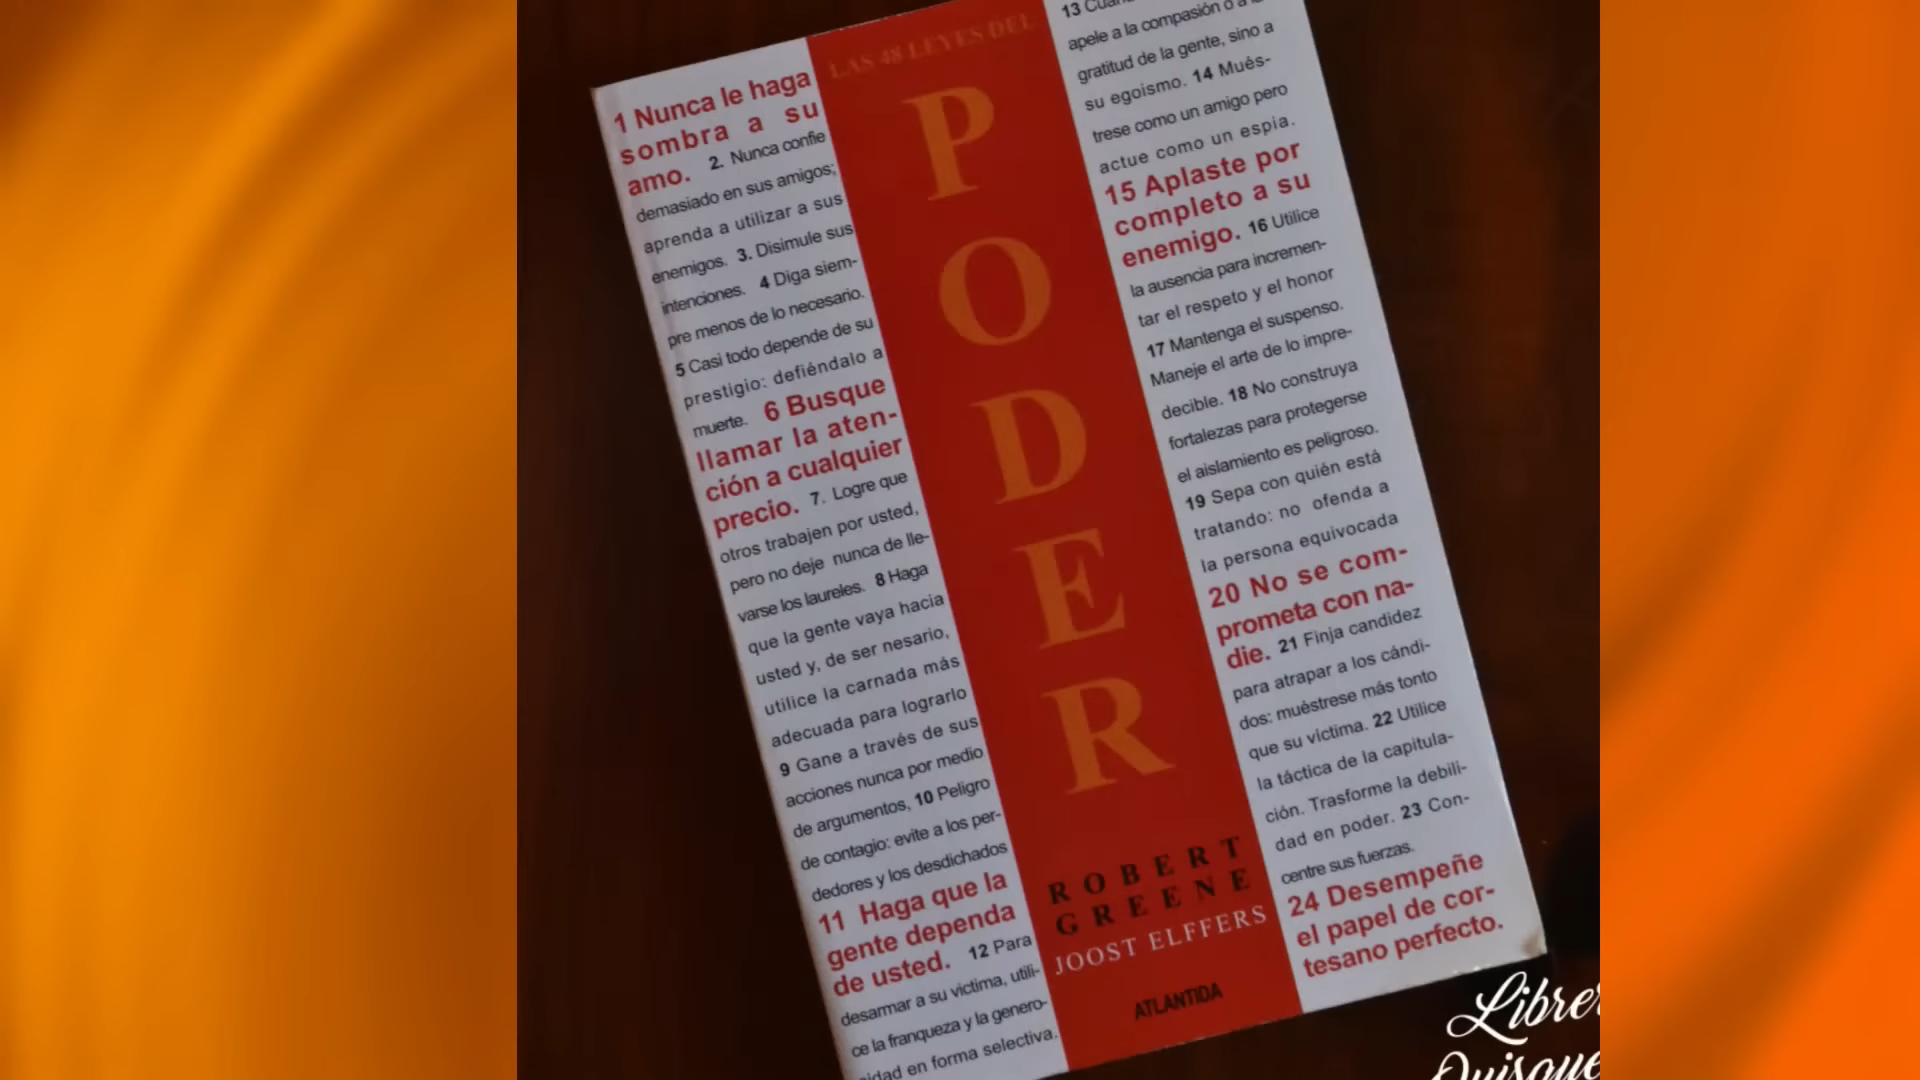 1 Nunca le haga
sombra a su
amo. 2. Nunca confie
demasiado en sus amigos;
aprenda a utilizar a sus
enemigos. 3. Disimule sus
intenciones. 4 Diga siem-
pre menos de lo necesario.
5 Casi todo depende de su
prestigio: defiéndalo a
muerte. 6 Busque
llamar la aten-
ción a cualquier
precio. 7. Logre que
otros trabajen por usted,
pero no deje nunca de lle-
varse los laureles. 8 Haga
que la gente vaya hacia
usted y, de ser nesario,
utilice la carnada más
adecuada para lograrlo
9 Gane a través de sus
acciones nunca por medio
de argumentos, 10 Peligro
de contagio: evite a los per-
dedores y los desdichados
11 Haga que la
gente dependa
de usted. 12 Para
desarmar a su victima, utili-
ce la franqueza y la genero-
sidad en forma selectiva.
LAS 48 LEYES DEL
PODER
ROBERT
GREENE
JOOST ELFFERS
ATLANTIDA
13
apele a la compasión o a la
gratitud de la gente, sino a
su egoismo. 14 Mués-
trese como un amigo pero
actue como un espia.
15 Aplaste por
completo a su
enemigo. 16 Utilice
la ausencia para incremen-
tar el respeto y el honor
17 Mantenga el suspenso.
Maneje el arte de lo impre-
decible. 18 No construya
fortalezas para protegerse
el aislamiento es peligroso.
19 Sepa con quién está
tratando: no ofenda a
la persona equivocada
20 No se com-
prometa con na-
die. 21 Finja candidez
para atrapar a los cándi-
dos: muéstrese más tonto
que su víctima. 22 Utilice
la táctica de la capitula-
ción. Trasforme la debili-
dad en poder. 23 Con-
centre sus fuerzas.
24 Desempeñe
el papel de cor-
tesano perfecto.
Librer
Quisque